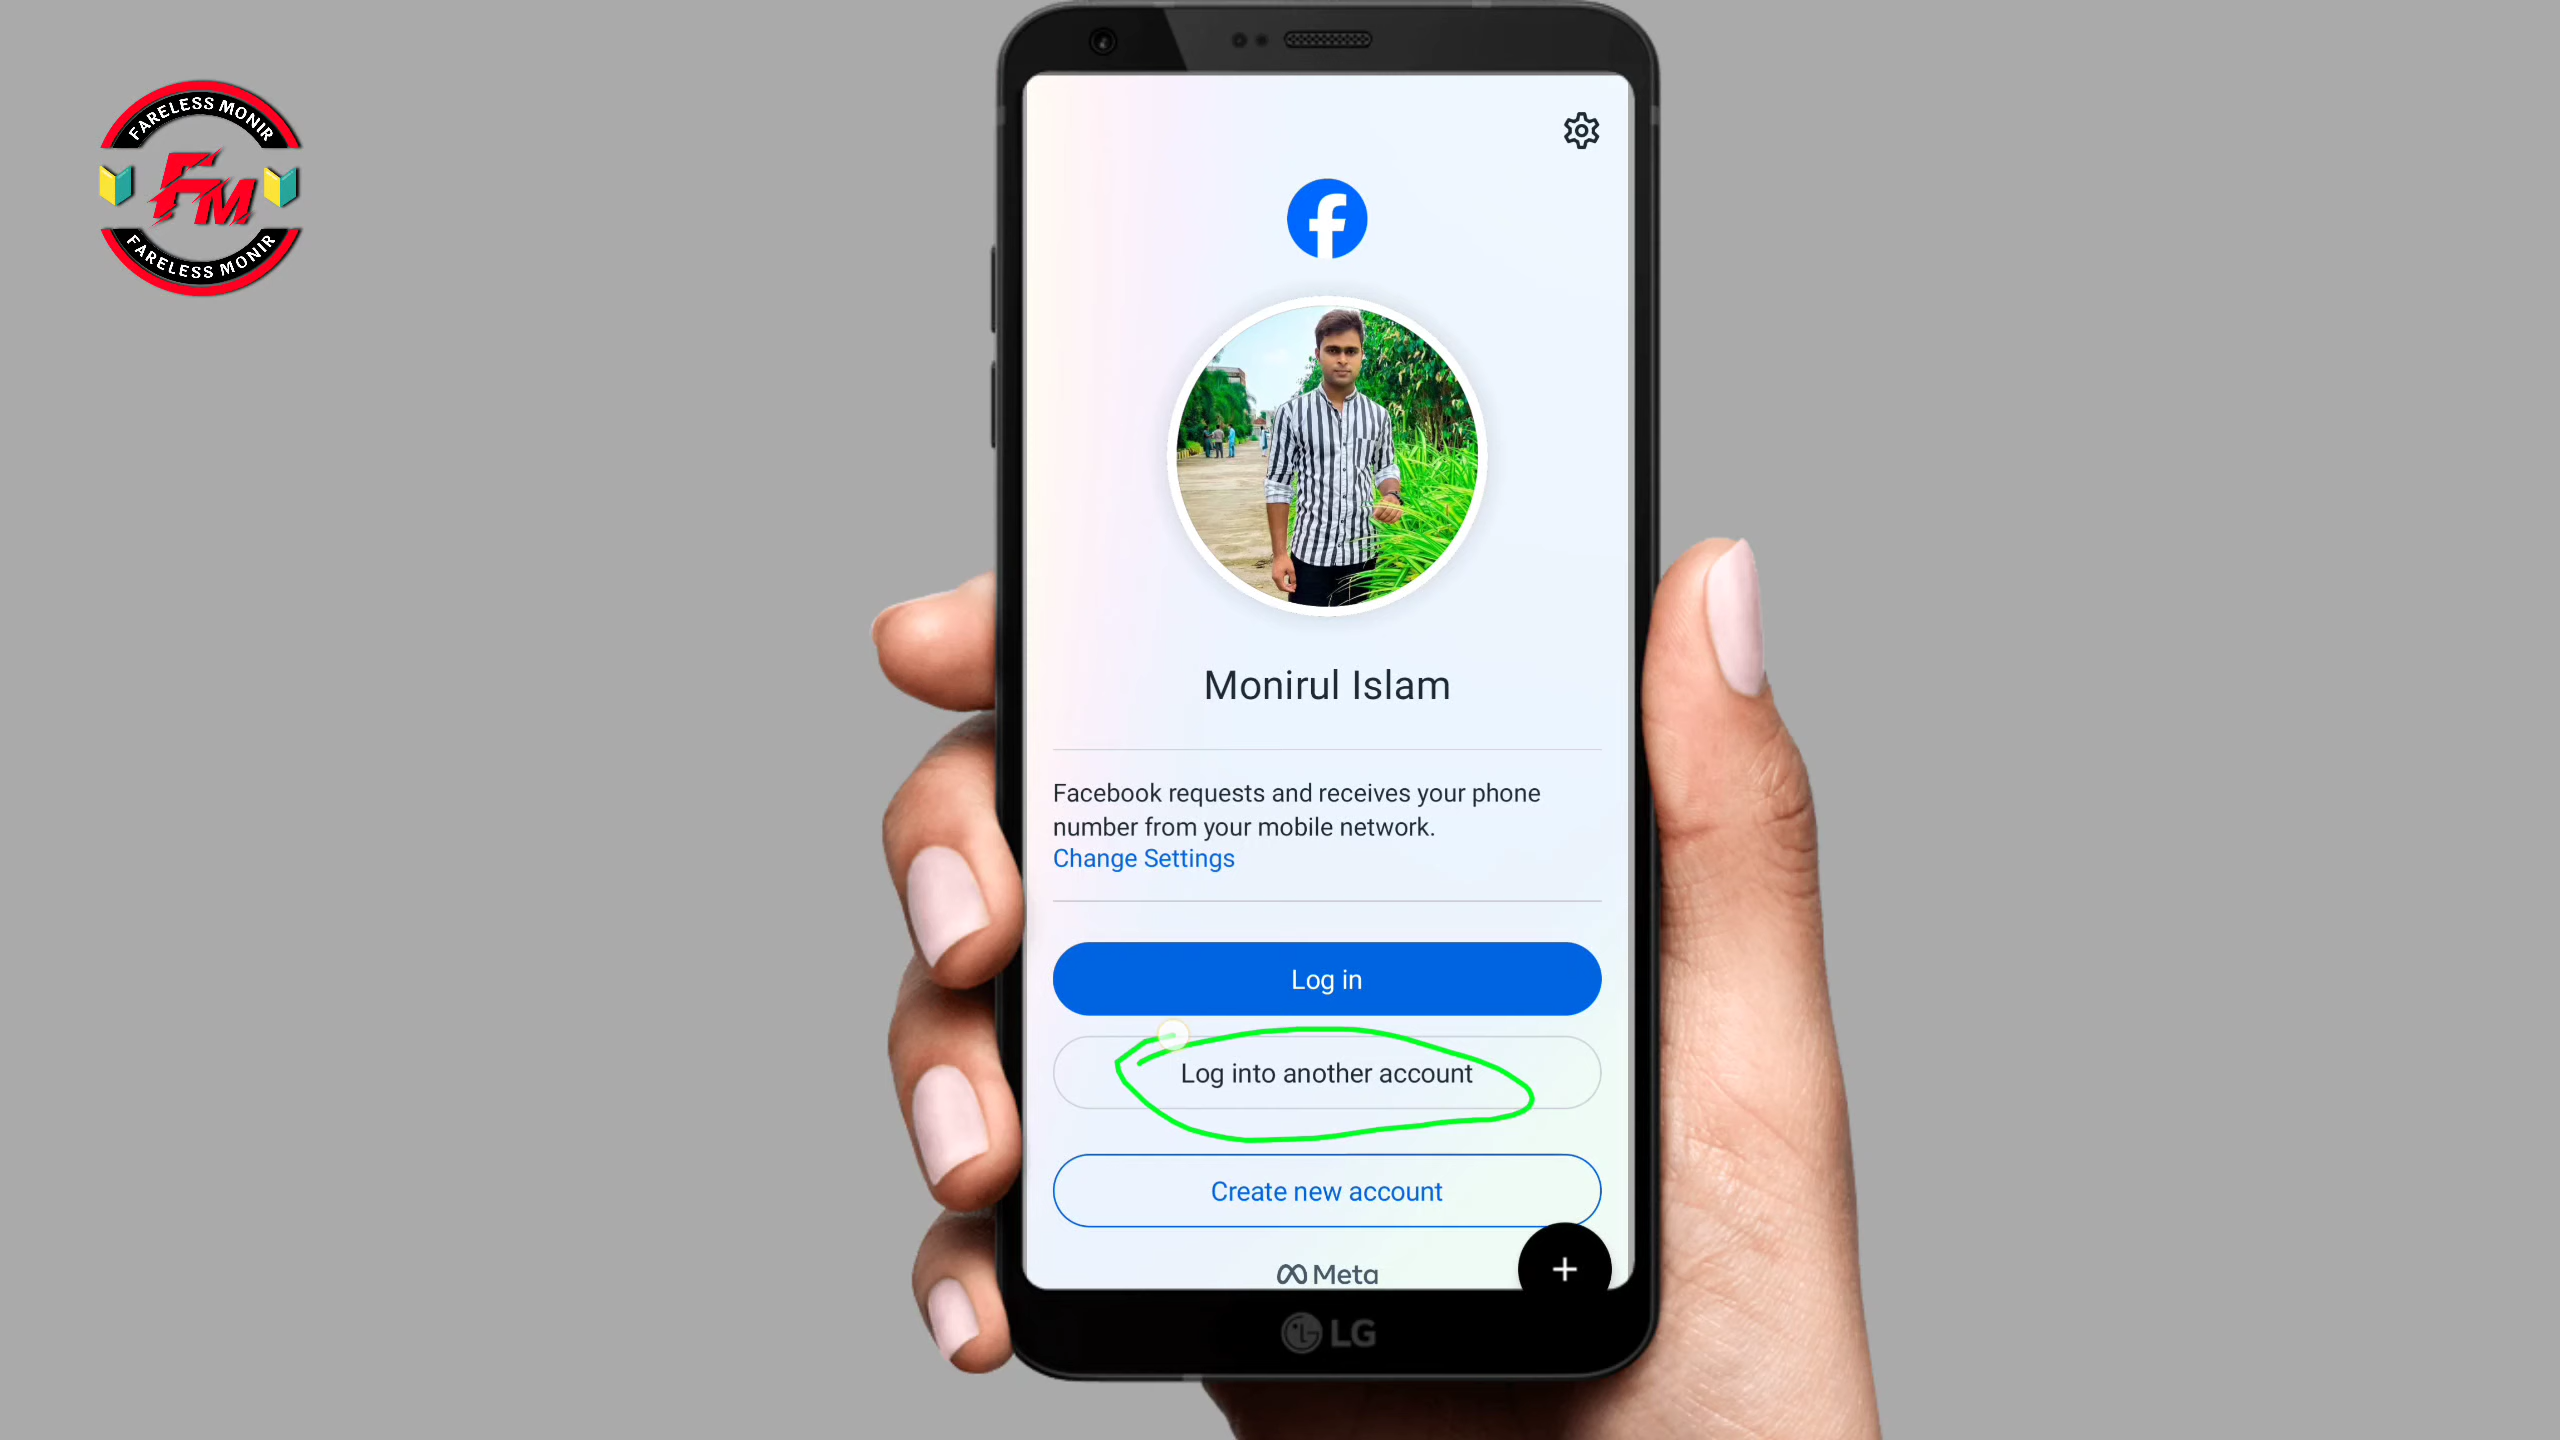 FARELESS MONIR
FM
FARELESS MONIR
Monirul Islam
Facebook requests and receives your phone
number from your mobile network.
Change Settings
Log in
Log into another account
Create new account
Meta
LG